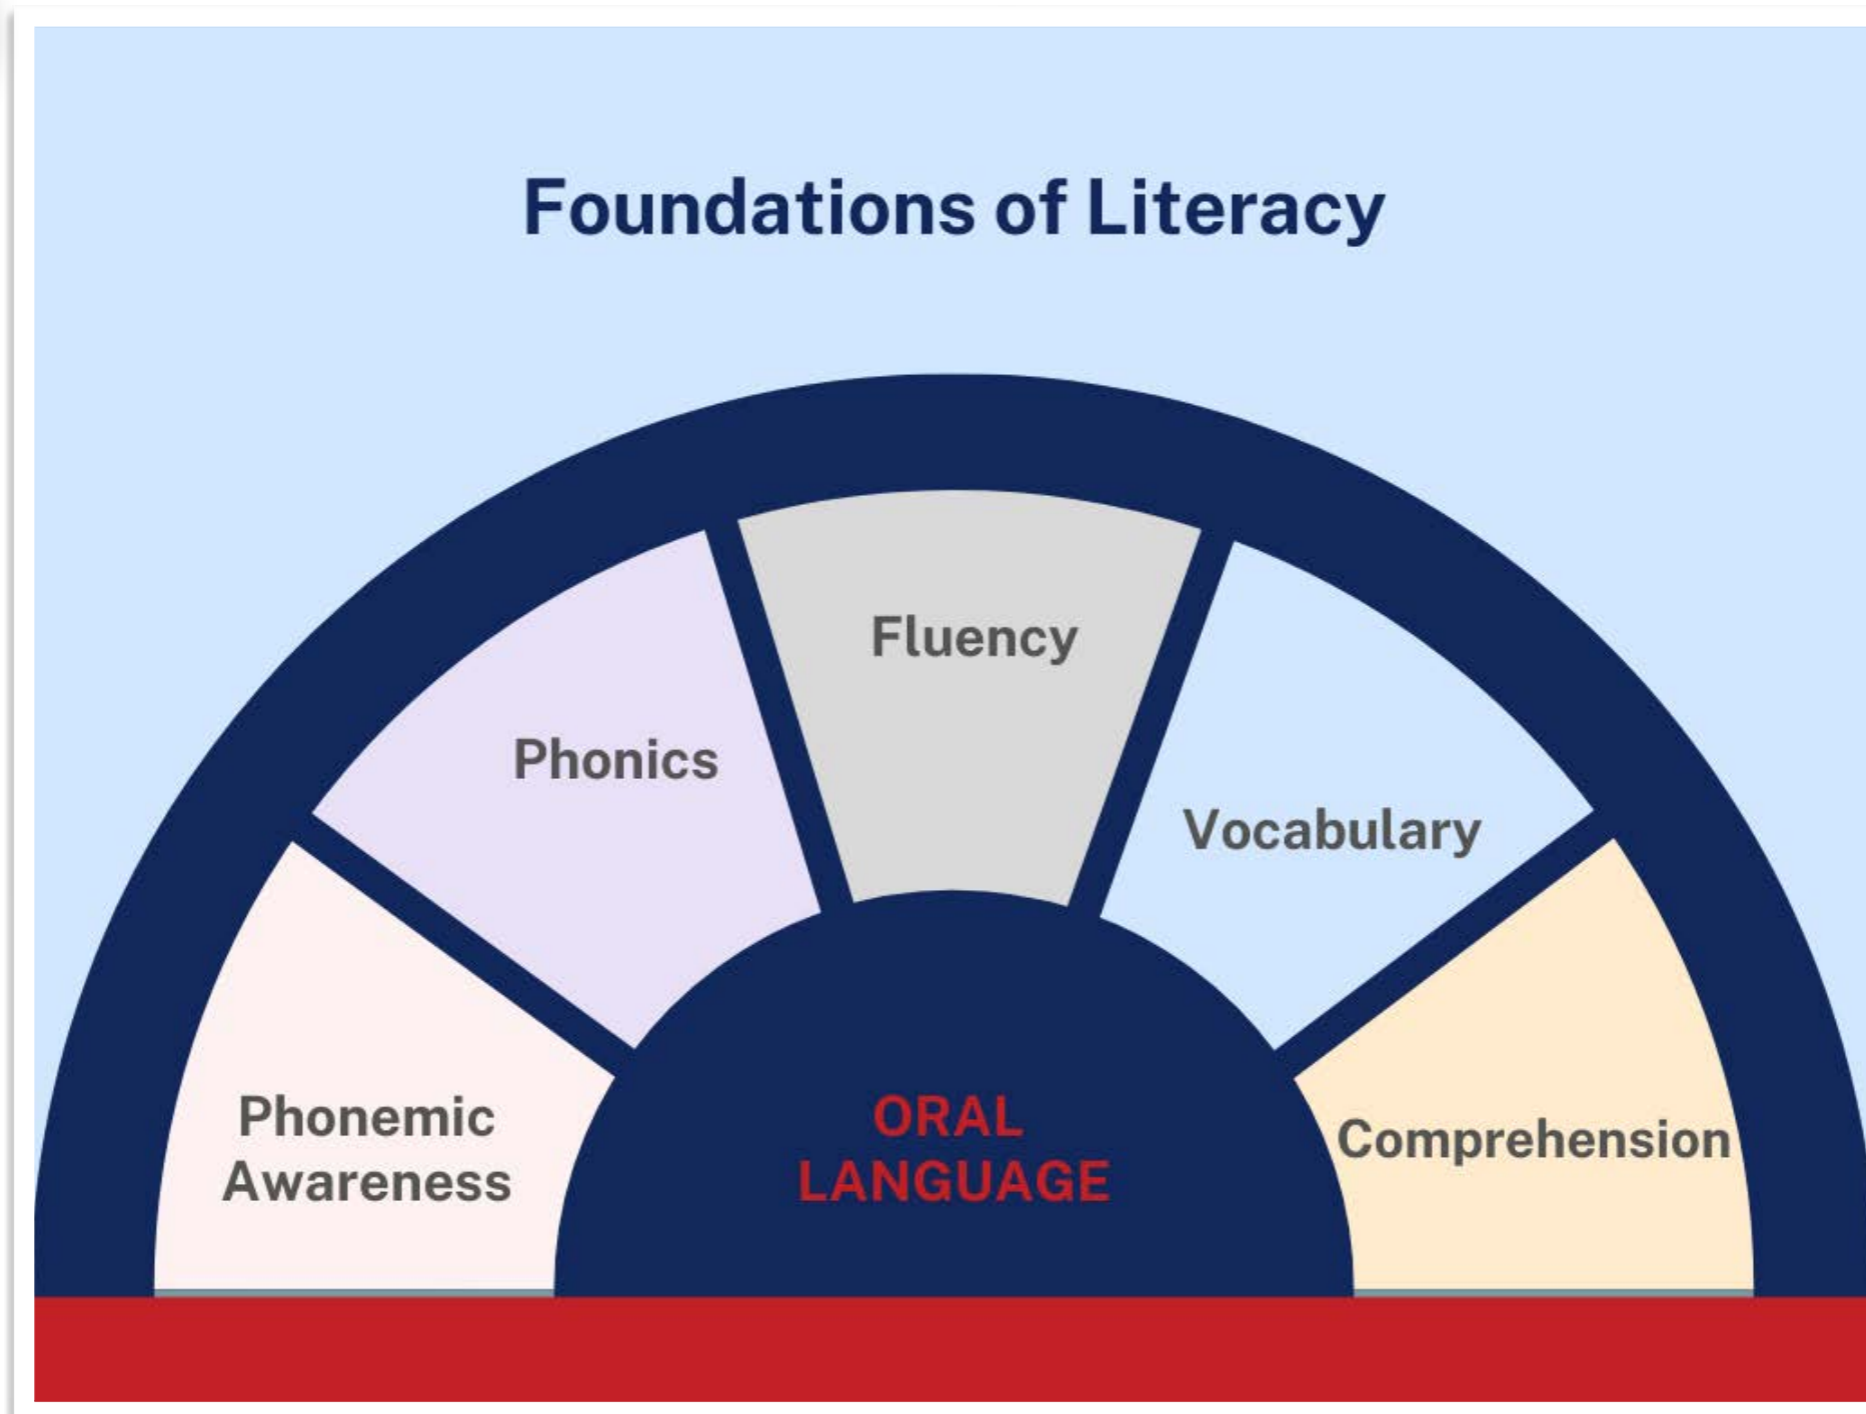 Foundations of Literacy
Fluency
Phonics
Vocabulary
Phonemic
Awareness
ORAL
LANGUAGE
Comprehension